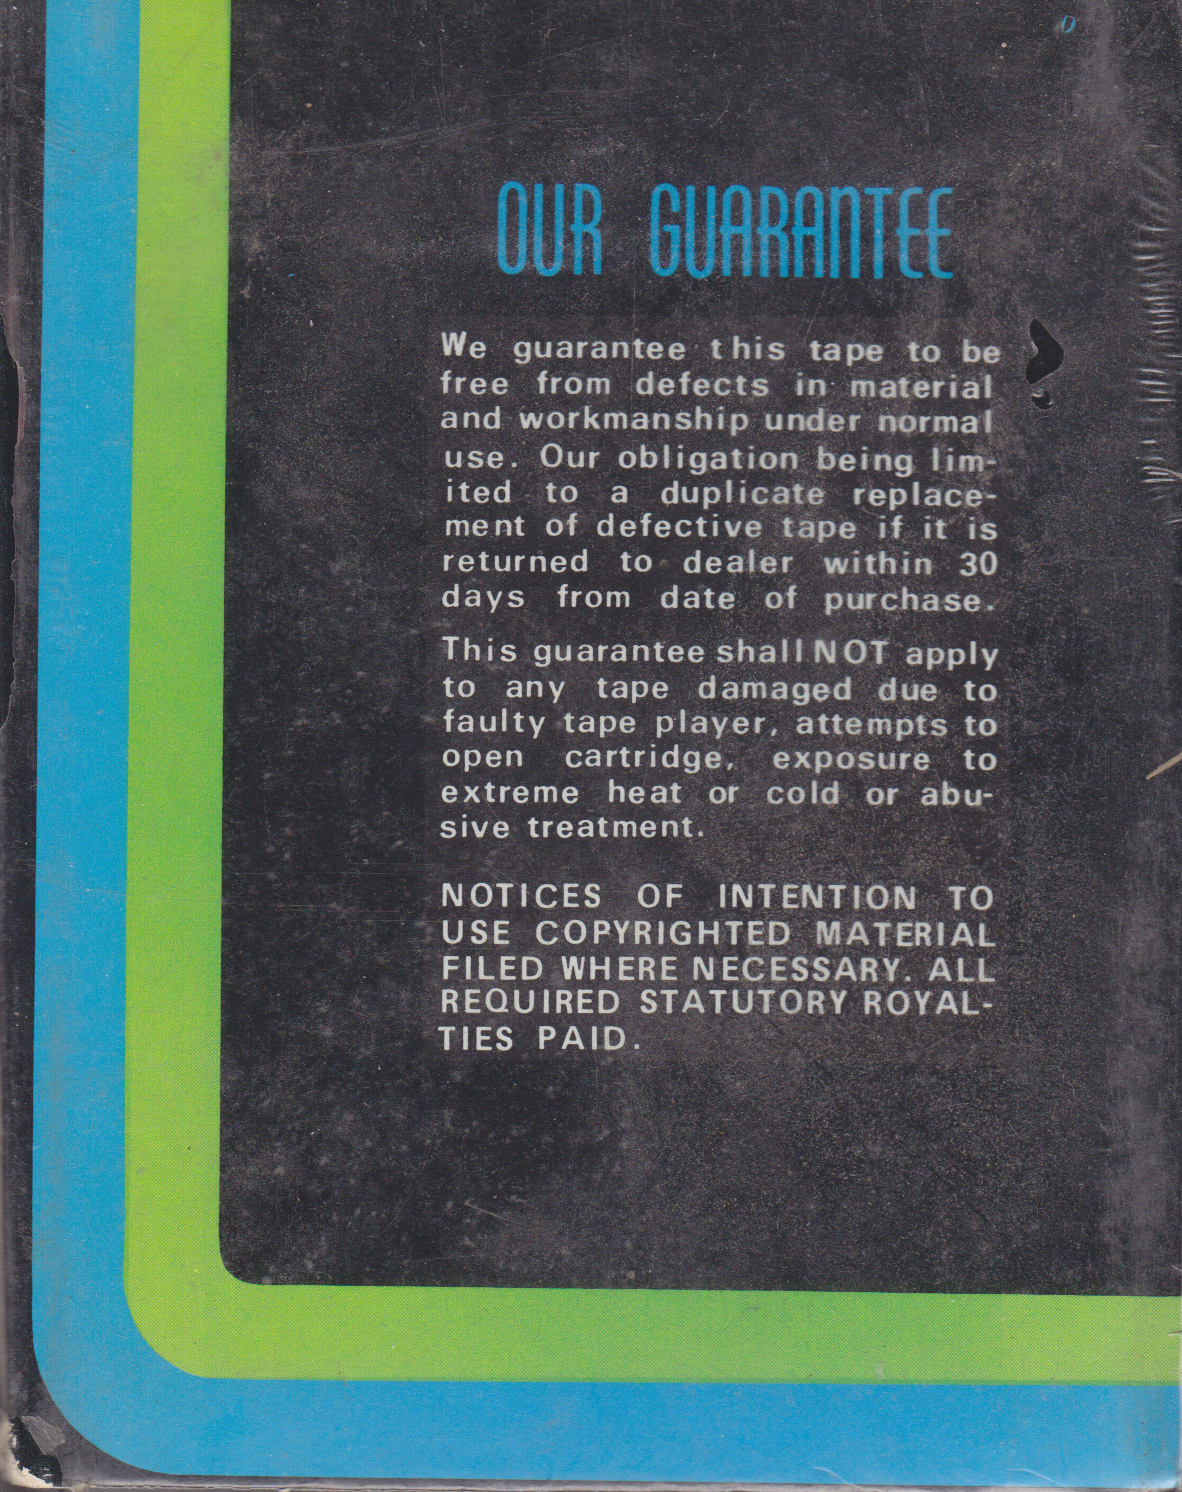 OUR GUARANTEE
We guarantee this tape to be
free from defects in material
and workmanship under normal
use. Our obligation being lim-
ited to a duplicate replace-
ment of defective tape if it is
returned to dealer within 30
days from date of purchase.
This guarantee shall NOT apply
to any tape damaged due to
faulty tape player, attempts to
open cartridge, exposure to
extreme heat or cold or abu-
sive treatment.
NOTICES OF INTENTION TO
USE COPYRIGHTED MATERIAL
FILED WHERE NECESSARY. ALL
REQUIRED STATUTORY ROYAL-
TIES PAID.